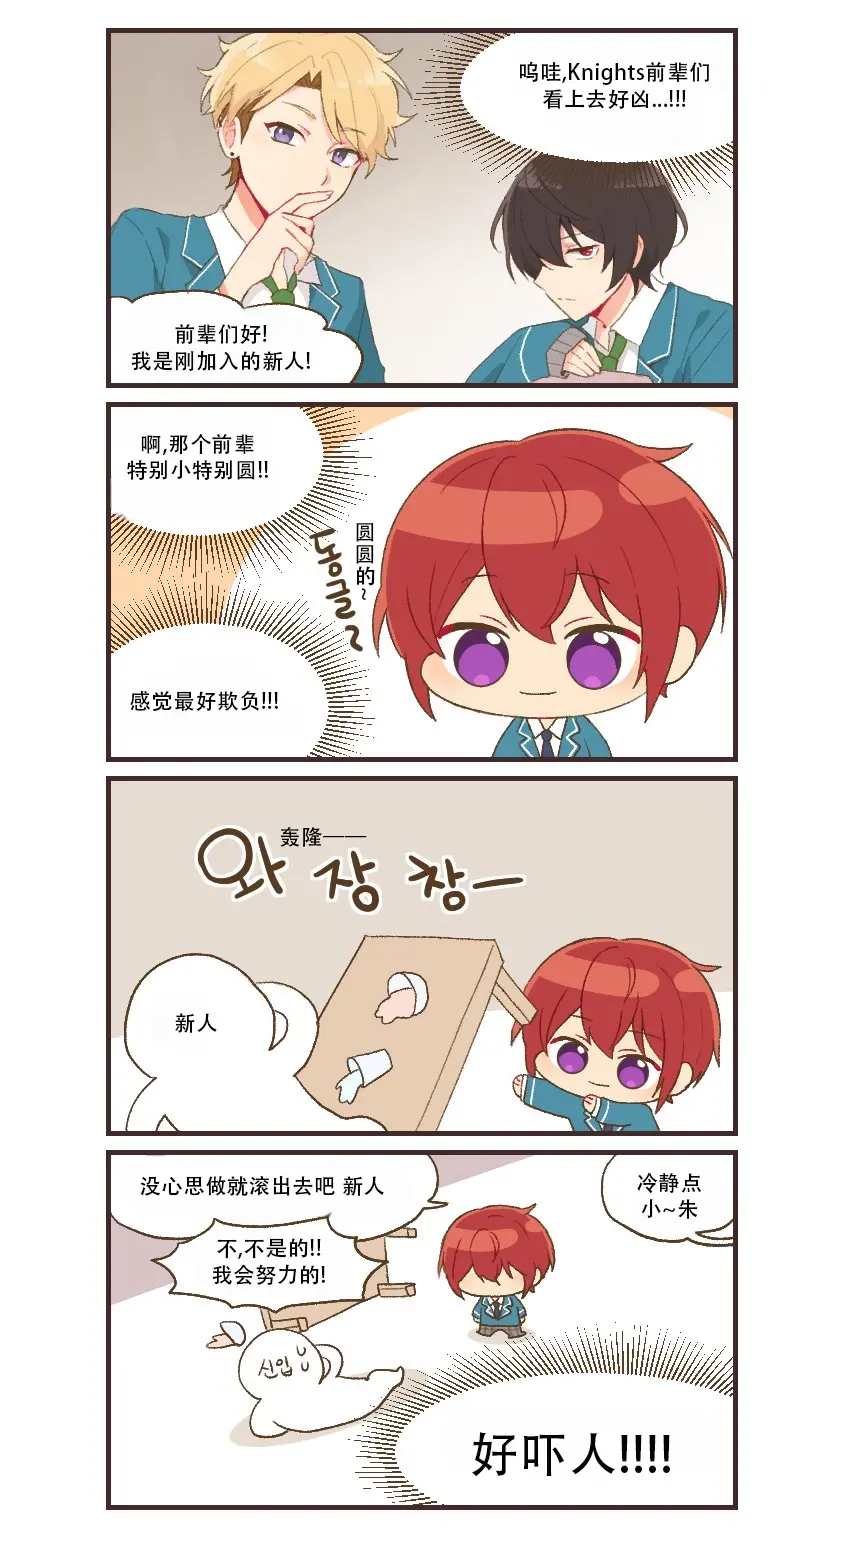 呜哇,Knights前辈们
看上去好凶...!!!
前辈们好!
我是刚加入的新人!
啊,那个前辈
特别小特别圆!!
圆圆的~
동글~
感觉最好欺负!!!
轰隆——
와장창ー
新人
没心思做就滚出去吧 新人
冷静点
小~朱
不,不是的!!
我会努力的!
신입
好吓人!!!!